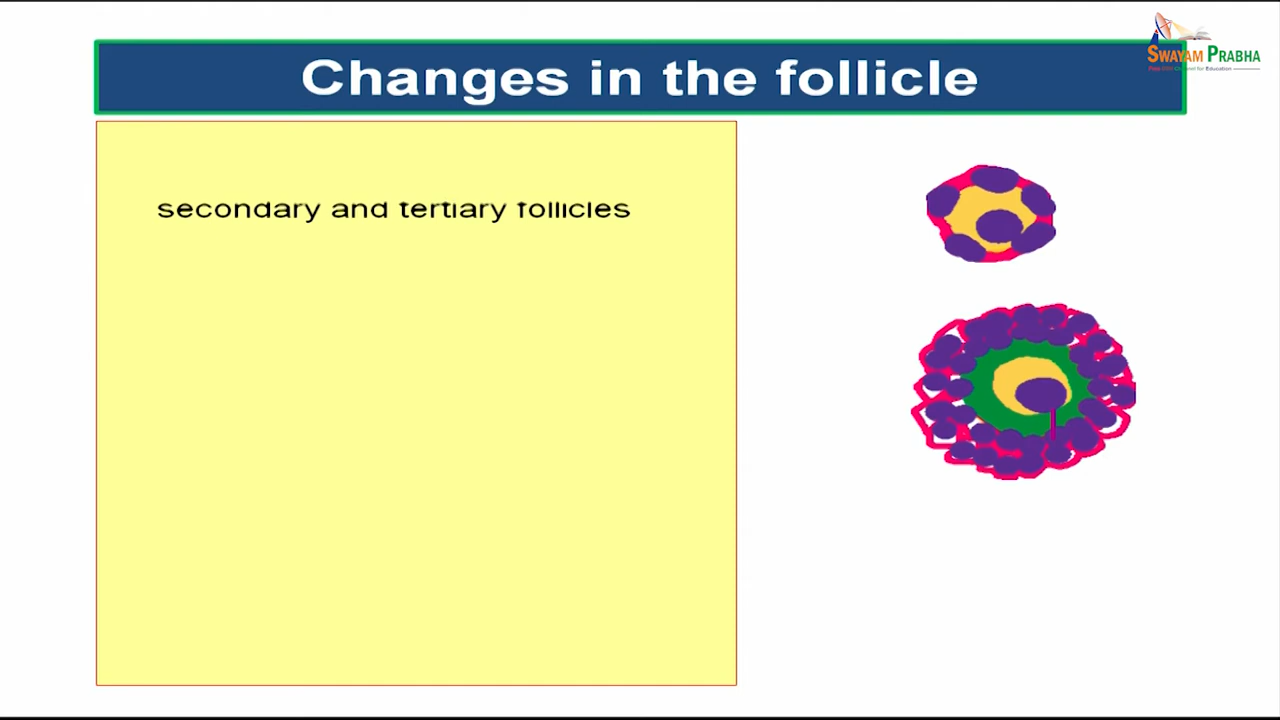 SWAYAM PRABHA
Changes in the follicle
secondary and tertiary follicles